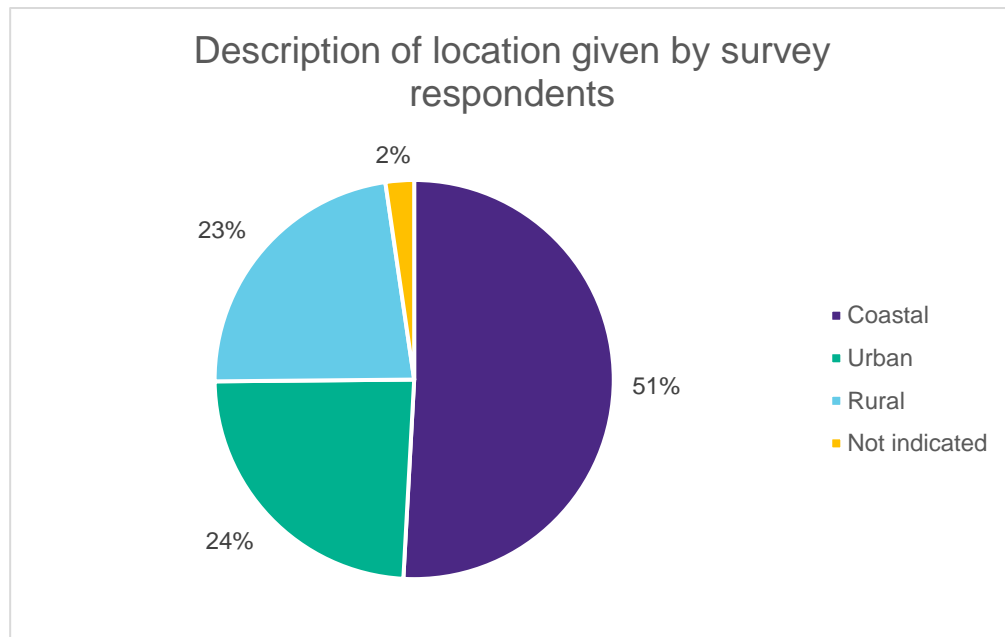 Description of location given by survey
respondents
2%
23%
51%
24%
Coastal
Urban
Rural
Not indicated